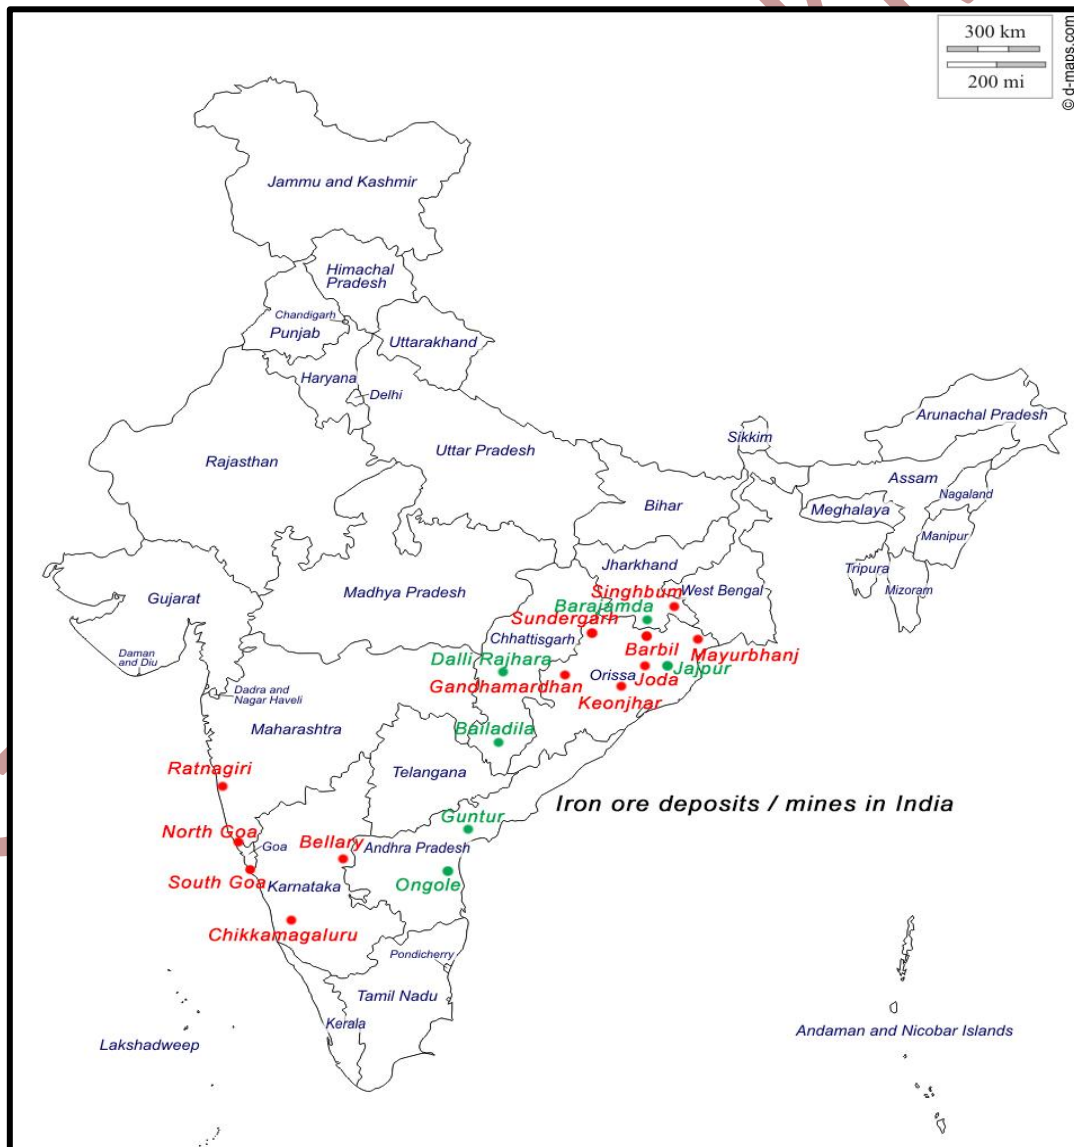 300 km
200 mi
© d-maps.com
Jammu and Kashmir
Himachal
Pradesh
Chandigarh
Punjab
Uttarakhand
Haryana
Delhi
Arunachal Pradesh
Sikkim
Uttar Pradesh
Rajasthan
Assam
Nagaland
Bihar
Meghalaya
Manipur
Jharkhand
Tripura
Mizoram
Madhya Pradesh
Gujarat
Singhbum
West Bengal
Barajamda
Sundergarh
Chhattisgarh
Barbil
Mayurbhanj
Daman
and Diu
Dalli Rajhara
Jajpur
Orissa
Joda
Gandhamardhan
Dadra and
Nagar Haveli
Keonjhar
Maharashtra
Bailadila
Ratnagiri
Telangana
Iron ore deposits / mines in India
Guntur
North Goa
Goa
Bellary
Andhra Pradesh
South Goa
Karnataka
Ongole
Chikkamagaluru
Pondicherry
Tamil Nadu
Kerala
Lakshadweep
Andaman and Nicobar Islands